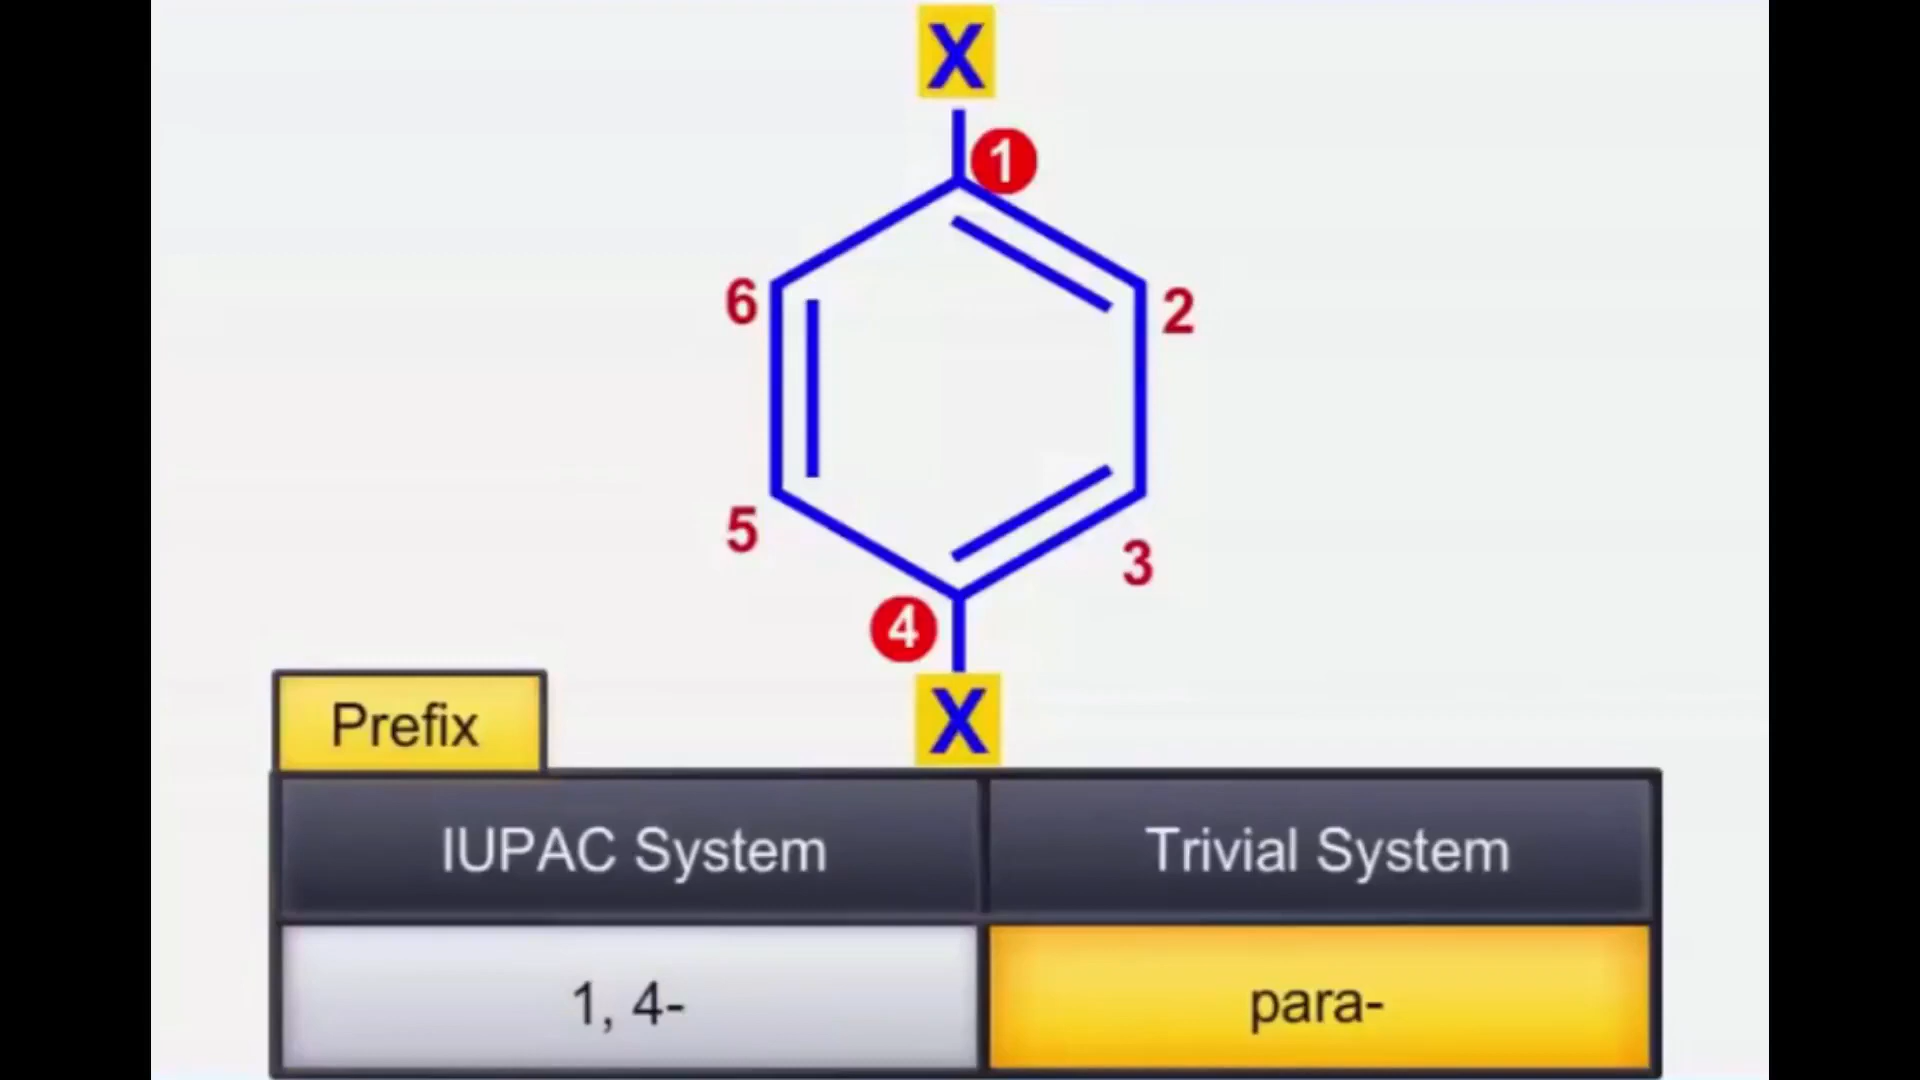 X
1
6
2
5
3
4
X
Prefix
IUPAC System
Trivial System
1, 4-
para-